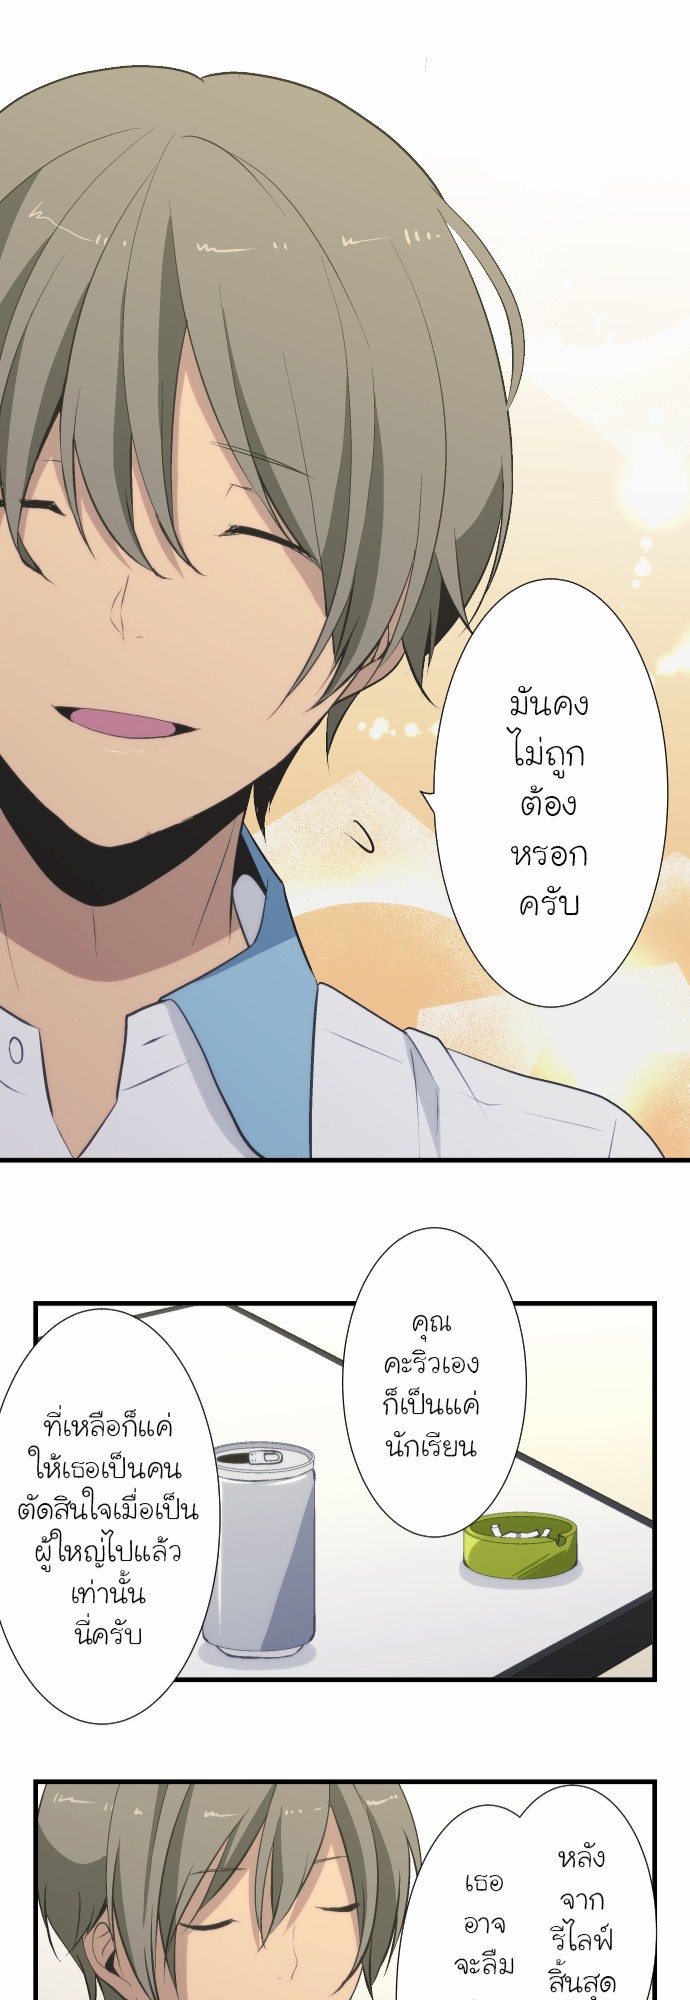 มันคง
ไม่ถูก
ต้อง
หรอก
ครับ
คุณ
คะริวเอง
ก็เป็นแค่
นักเรียน
ที่เหลือก็แค่
ให้เธอเป็นคน
ตัดสินใจเมื่อเป็น
ผู้ใหญ่ไปแล้ว
เท่านั้น
นี่ครับ
หลัง
จาก
รีไลฟ์
สิ้นสุด
เธอ
อาจ
จะลืม